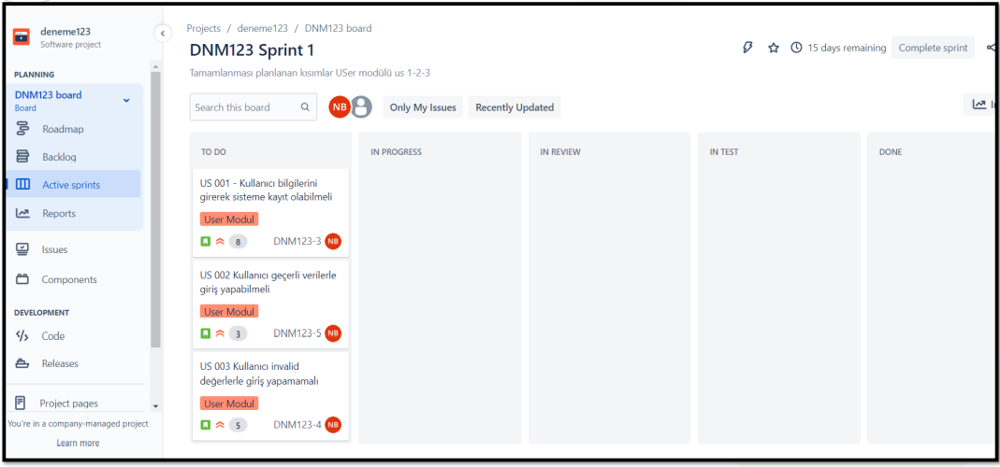 deneme123
Software project
PLANNING
DNM123 board
Board
Roadmap
Backlog
Active sprints
Reports
Issues
Components
DEVELOPMENT
Code
Releases
Project pages
You're in a company-managed project
Learn more
Projects / deneme123 / DNM123 board
DNM123 Sprint 1
15 days remaining
Complete sprint
Tamamlanması planlanan kısımlar USer modülü us 1-2-3
Search this board
NB
Only My Issues
Recently Updated
TO DO
US 001 - Kullanıcı bilgilerini
girerek sisteme kayıt olabilmeli
User Modul
8 DNM123-3 NB
US 002 Kullanıcı geçerli verilerle
giriş yapabilmeli
User Modul
3 DNM123-5 NB
US 003 Kullanıcı invalid
değerlerle giriş yapamamalı
User Modul
5 DNM123-4 NB
IN PROGRESS
IN REVIEW
IN TEST
DONE